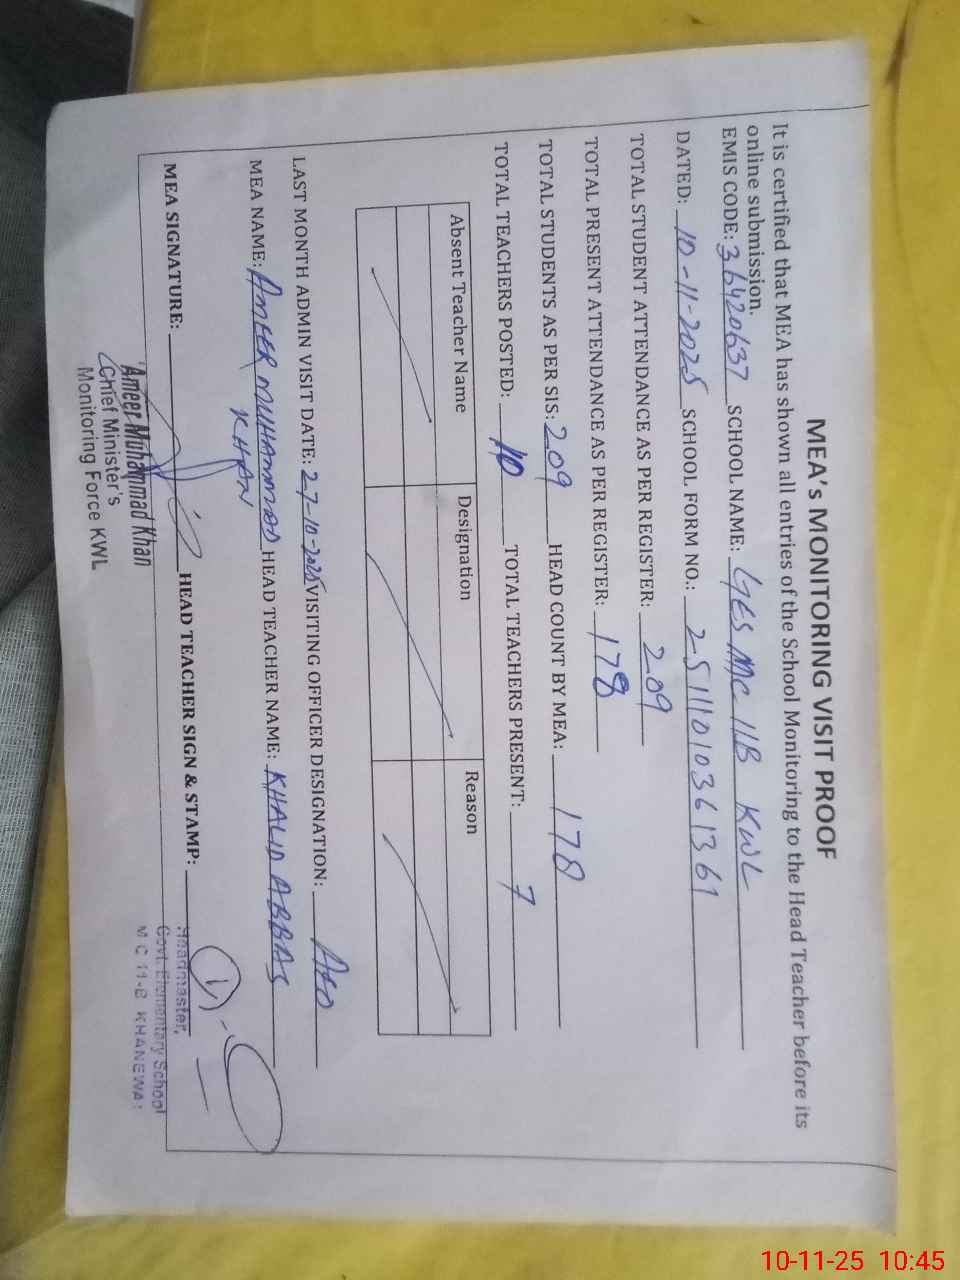 MEA's MONITORING VISIT PROOF
It is certified that MEA has shown all entries of the School Monitoring to the Head Teacher before its
online submission.
EMIS CODE: 36420637 SCHOOL NAME: GES MC 11B KWL
DATED: 10-11-2025 SCHOOL FORM NO.: 25111010361361
TOTAL STUDENT ATTENDANCE AS PER REGISTER: 209
TOTAL PRESENT ATTENDANCE AS PER REGISTER: 178
TOTAL STUDENTS AS PER SIS: 209 HEAD COUNT BY MEA: 178
TOTAL TEACHERS POSTED: 10 TOTAL TEACHERS PRESENT: 7
Absent Teacher Name Designation Reason
LAST MONTH ADMIN VISIT DATE: 27-10-2025 VISITING OFFICER DESIGNATION:
MEA NAME: AMEER MUHAMMAD HEAD TEACHER NAME: KHALID ABBAS
KHAN
MEA SIGNATURE: HEAD TEACHER SIGN & STAMP:
Ameer Muhammad Khan
Chief Minister's
Monitoring Force KWL
Headmaster,
Govt. Elementary School
M C 11-B KHANEWAL
10-11-25 10:45